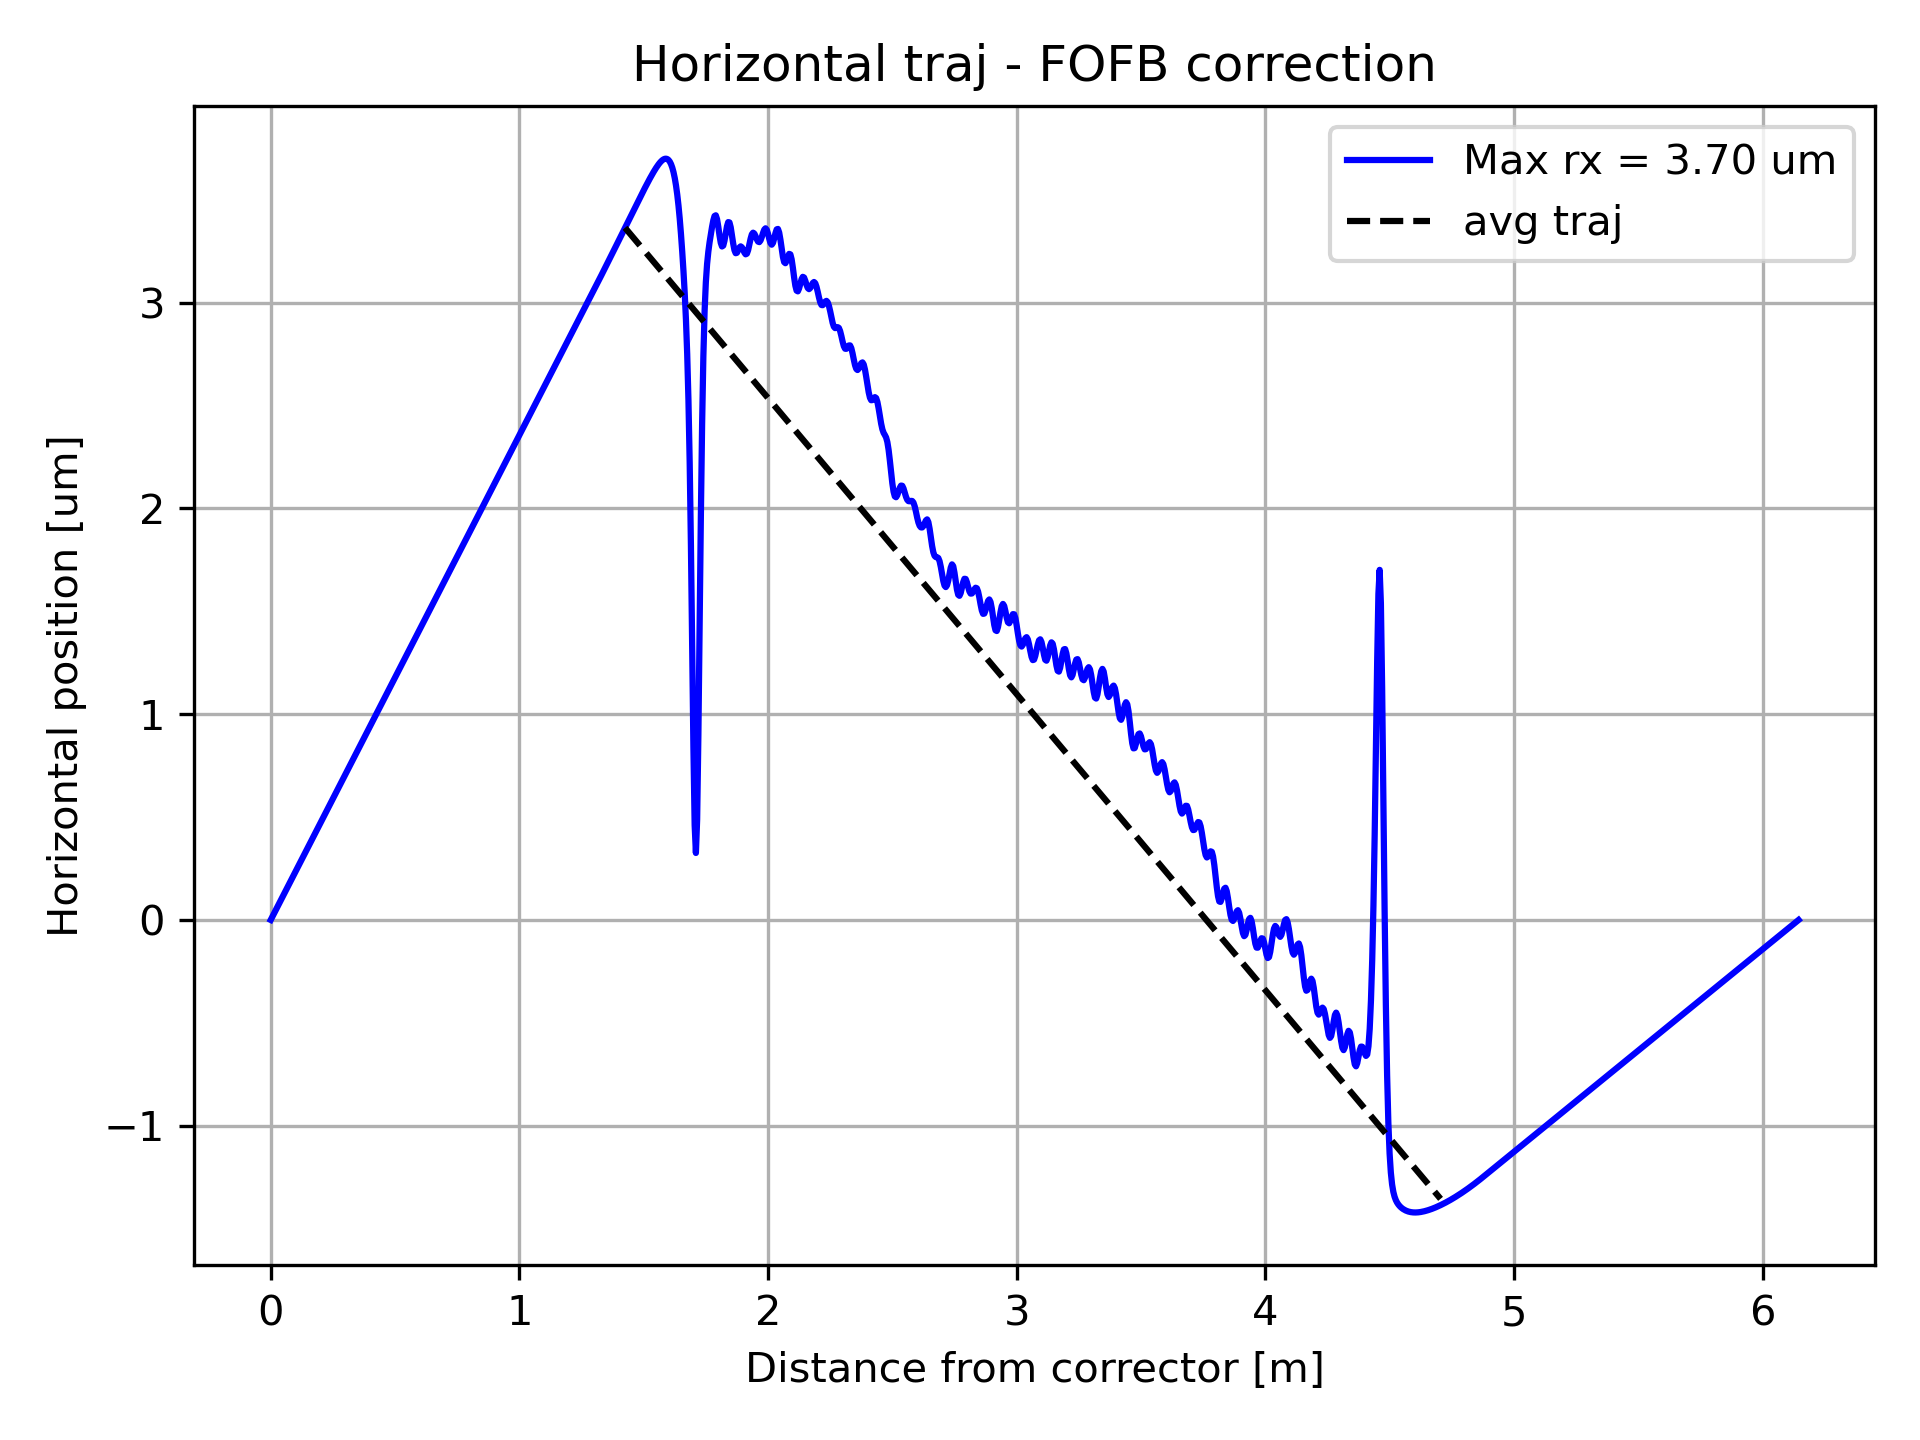 Horizontal traj - FOFB correction
Max rx = 3.70 um
avg traj
Horizontal position [um]
3
2
1
0
−1
0 1 2 3 4 5 6
Distance from corrector [m]